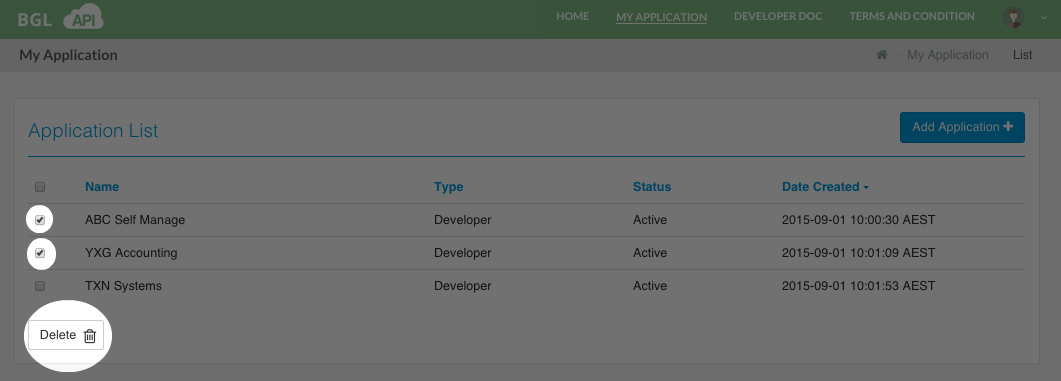 BGL API HOME MY APPLICATION DEVELOPER DOC TERMS AND CONDITION
My Application My Application List
Application List Add Application
Name Type Status Date Created
ABC Self Manage Developer Active 2015-09-01 10:00:30 AEST
YXG Accounting Developer Active 2015-09-01 10:01:09 AEST
TXN Systems Developer Active 2015-09-01 10:01:53 AEST
Delete